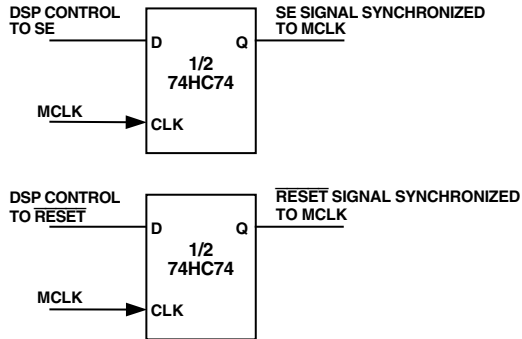 DSP CONTROL
TO SE
D
Q
SE SIGNAL SYNCHRONIZED
TO MCLK
1/2
74HC74
MCLK
CLK
DSP CONTROL
TO RESET
D
Q
RESET SIGNAL SYNCHRONIZED
TO MCLK
1/2
74HC74
MCLK
CLK